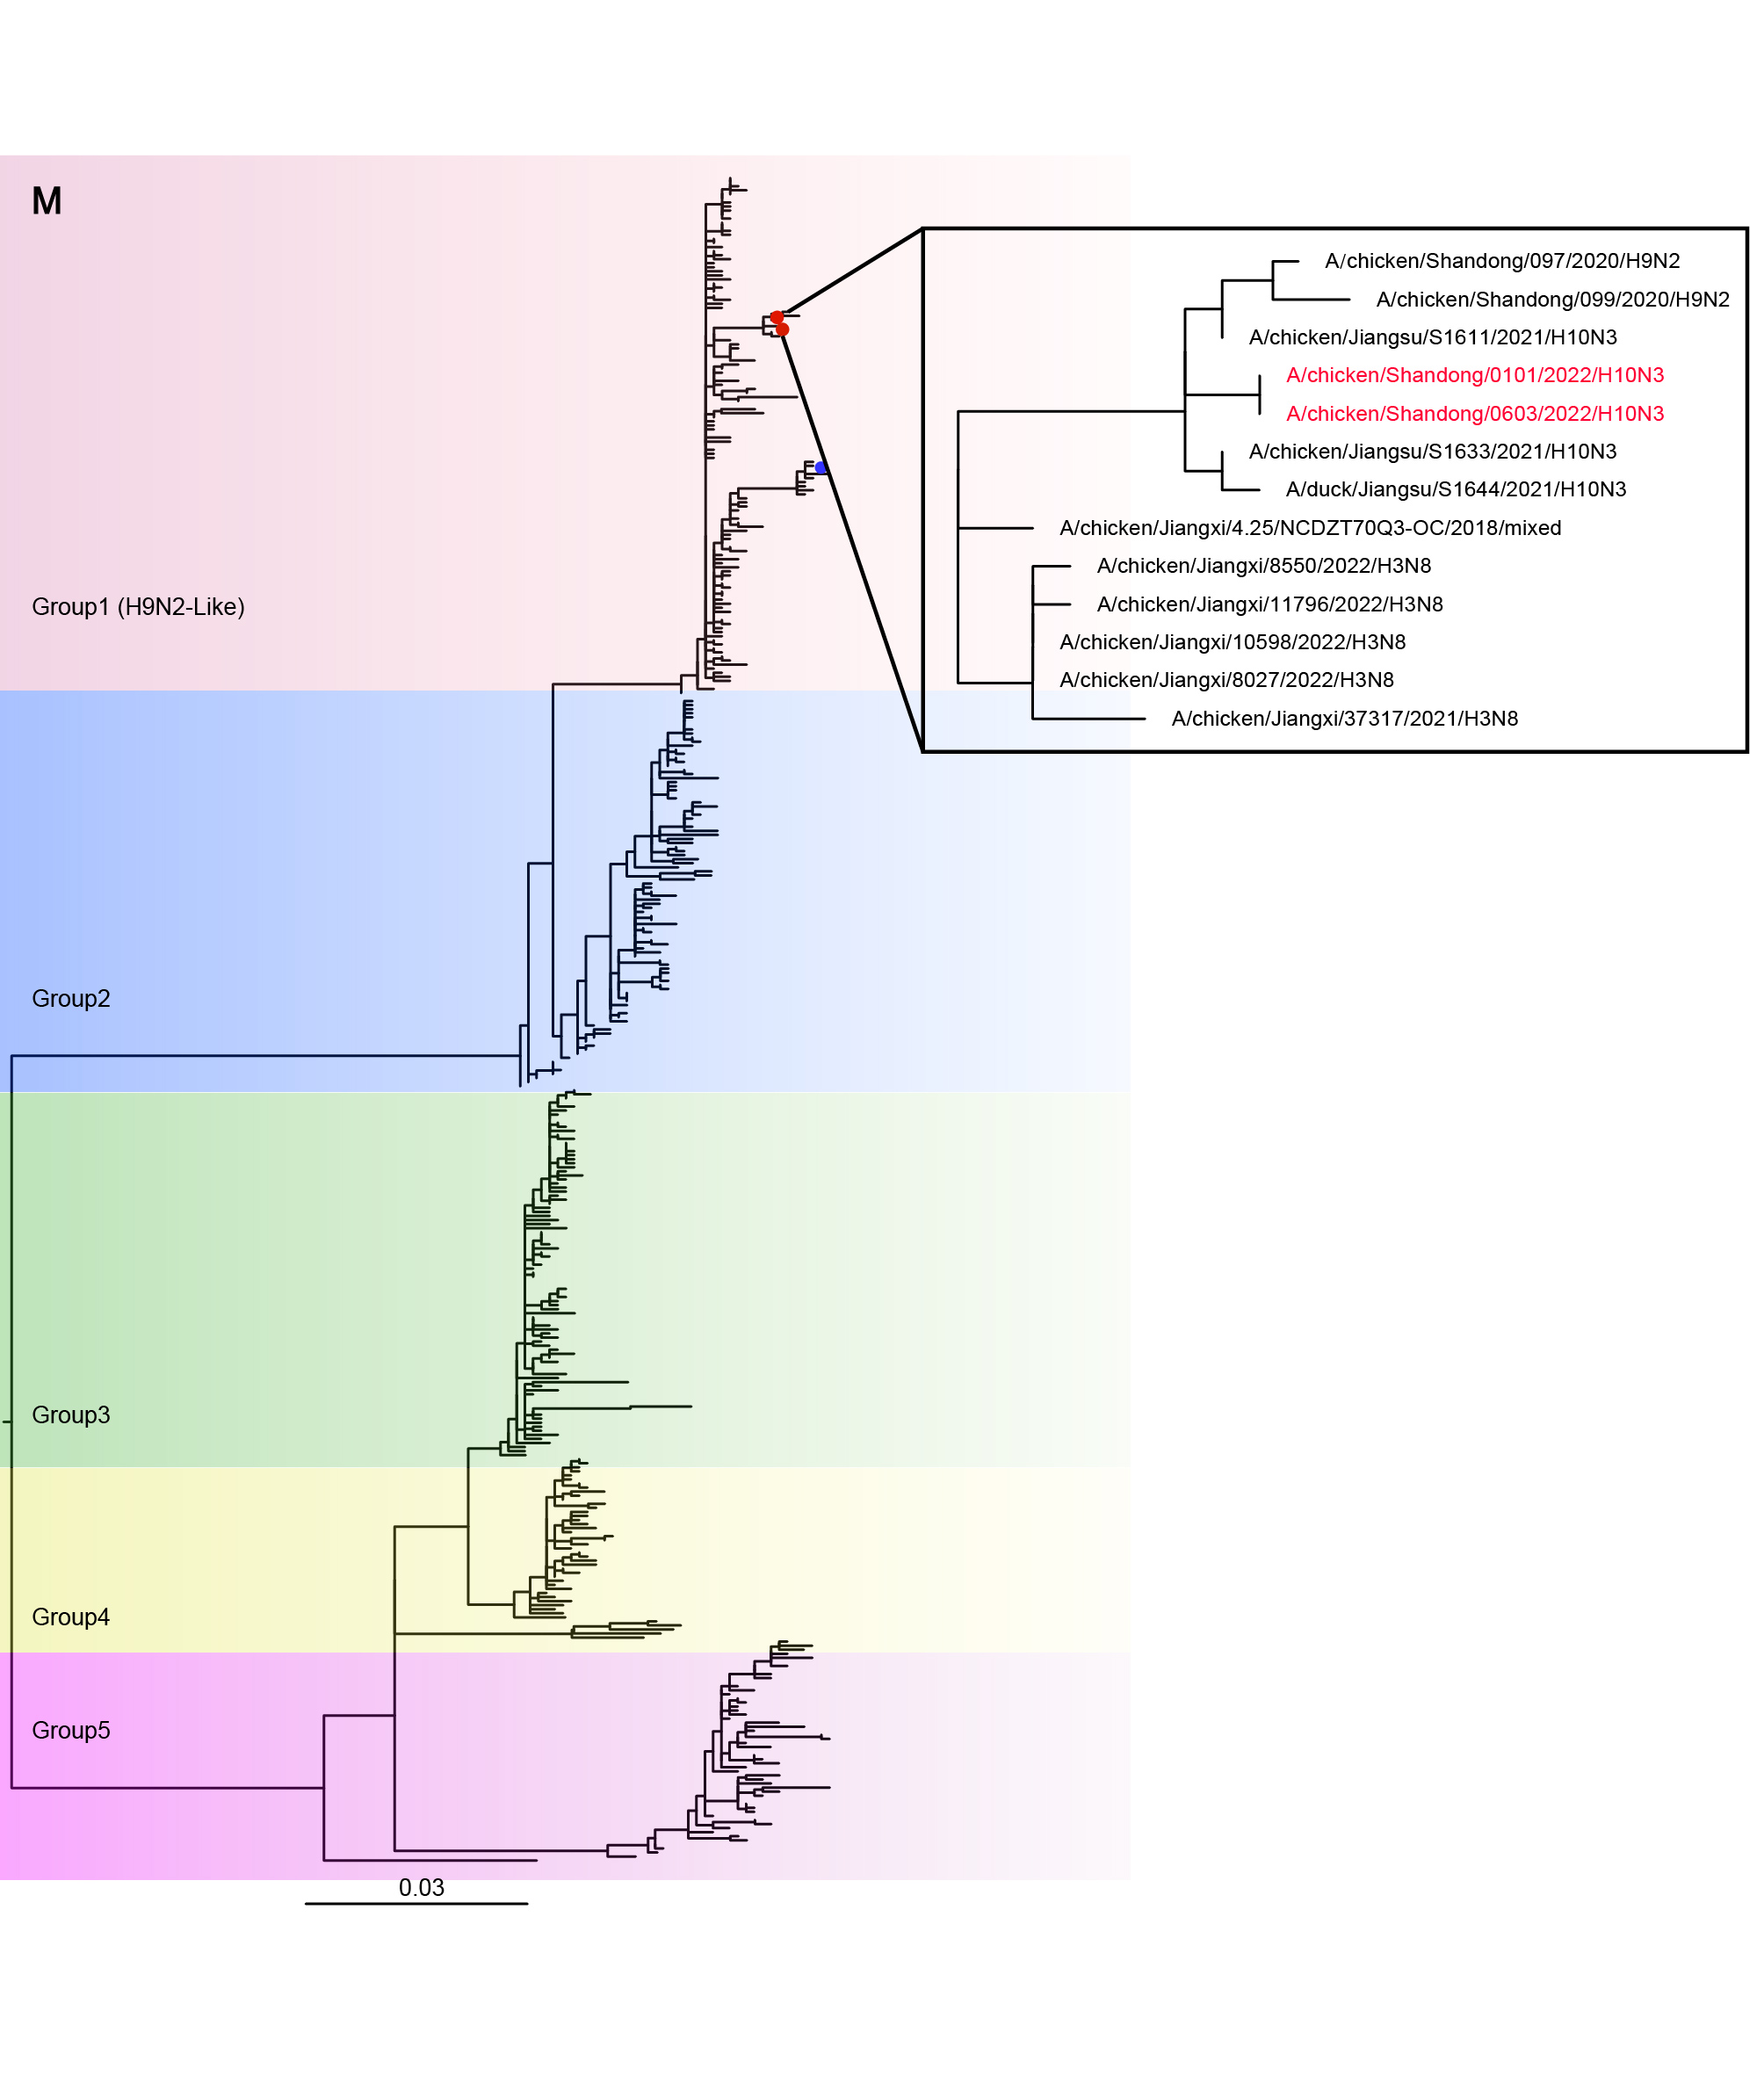 M
A/chicken/Shandong/097/2020/H9N2
A/chicken/Shandong/099/2020/H9N2
A/chicken/Jiangsu/S1611/2021/H10N3
A/chicken/Shandong/0101/2022/H10N3
A/chicken/Shandong/0603/2022/H10N3
A/chicken/Jiangsu/S1633/2021/H10N3
A/duck/Jiangsu/S1644/2021/H10N3
A/chicken/Jiangxi/4.25/NCDZT70Q3-OC/2018/mixed
A/chicken/Jiangxi/8550/2022/H3N8
A/chicken/Jiangxi/11796/2022/H3N8
A/chicken/Jiangxi/10598/2022/H3N8
A/chicken/Jiangxi/8027/2022/H3N8
A/chicken/Jiangxi/37317/2021/H3N8
Group1 (H9N2-Like)
Group2
Group3
Group4
Group5
0.03